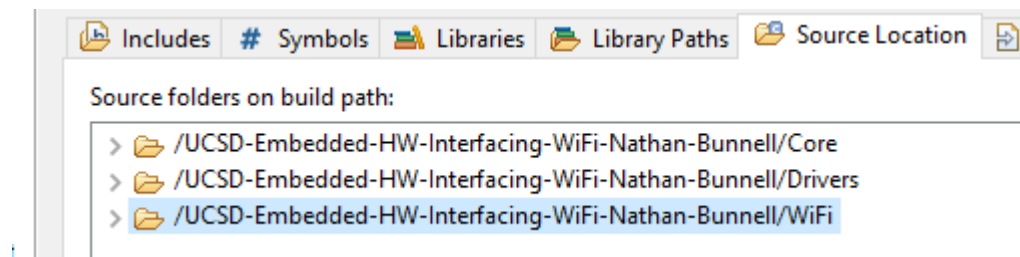 Includes # Symbols Libraries Library Paths Source Location
Source folders on build path:
> /UCSD-Embedded-HW-Interfacing-WiFi-Nathan-Bunnell/Core
> /UCSD-Embedded-HW-Interfacing-WiFi-Nathan-Bunnell/Drivers
> /UCSD-Embedded-HW-Interfacing-WiFi-Nathan-Bunnell/WiFi